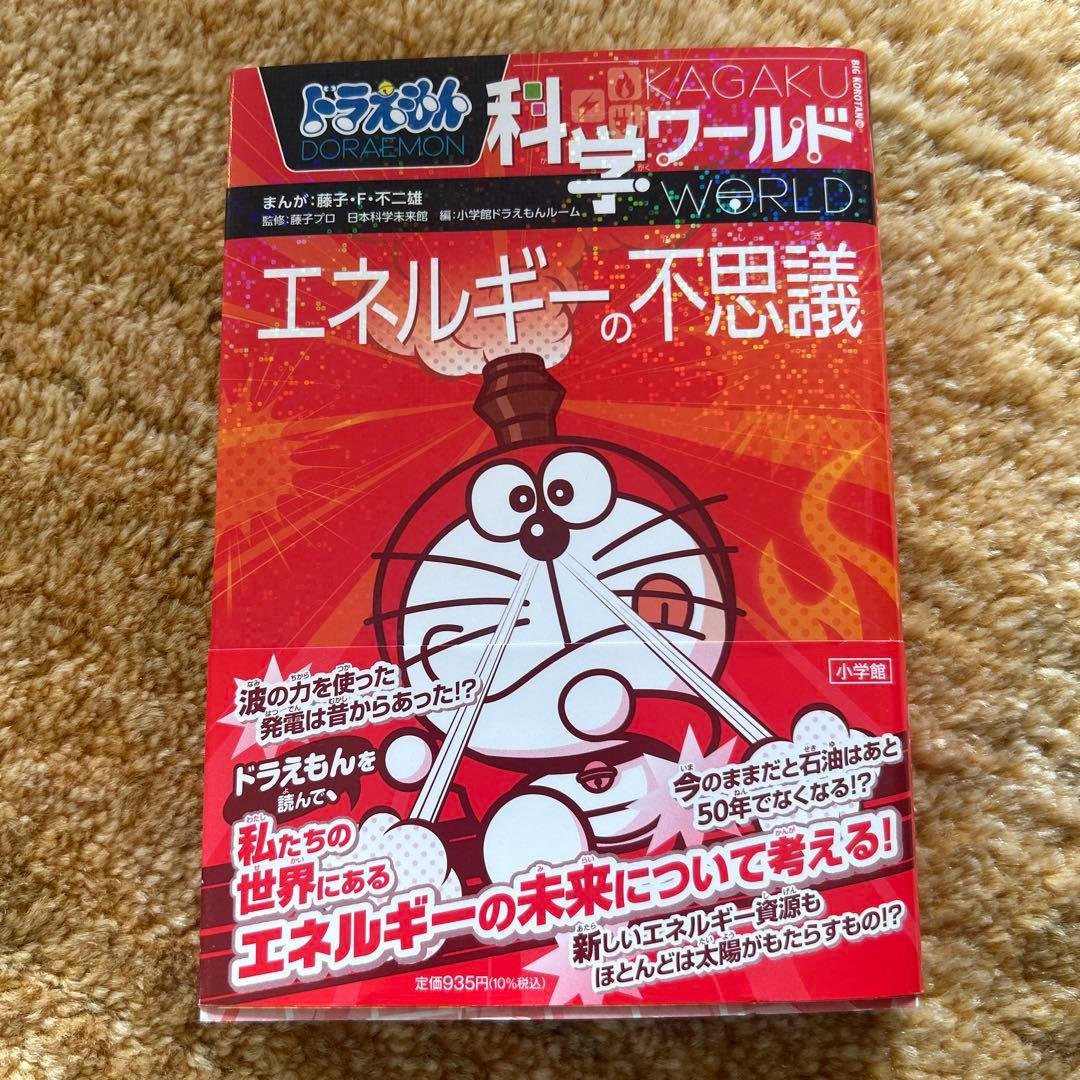 ドラえもん
DORAEMON
科学ワールド
KAGAKU
WORLD
BIG KOROTAN
まんが：藤子・F・不二雄
監修：藤子プロ　日本科学未来館　編：小学館ドラえもんルーム
エネルギーの不思議
小学館
波の力を使った
発電は昔からあった!?
ドラえもんを
読んで、
今のままだと石油はあと
50年でなくなる!?
私たちの
世界にある
エネルギーの未来について考える!
新しいエネルギー資源も
ほとんどは太陽がもたらすもの!?
定価935円(10%税込)